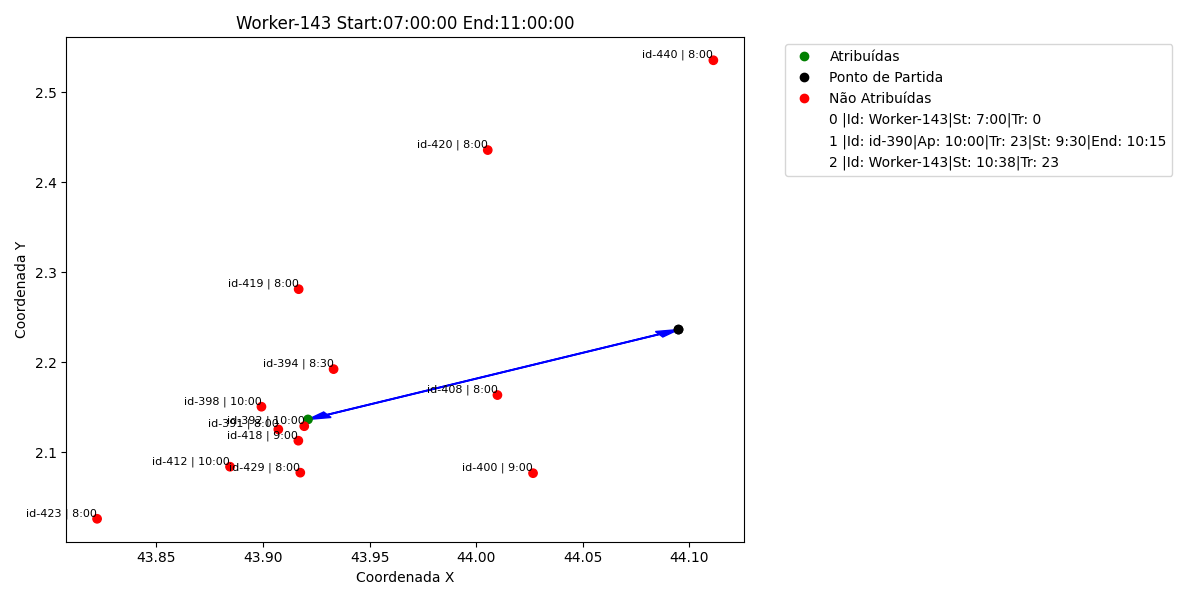 Worker-143 Start:07:00:00 End:11:00:00
id-440 | 8:00
id-420 | 8:00
id-419 | 8:00
id-394 | 8:30
id-408 | 8:00
id-398 | 10:00
id-392 | 10:00
id-391 | 8:00
id-418 | 9:00
id-412 | 10:00
id-429 | 8:00
id-400 | 9:00
id-423 | 8:00
2.5
2.4
2.3
2.2
2.1
Coordenada Y
43.85
43.90
43.95
44.00
44.05
44.10
Coordenada X
Atribuídas
Ponto de Partida
Não Atribuídas
0 |Id: Worker-143|St: 7:00|Tr: 0
1 |Id: id-390|Ap: 10:00|Tr: 23|St: 9:30|End: 10:15
2 |Id: Worker-143|St: 10:38|Tr: 23